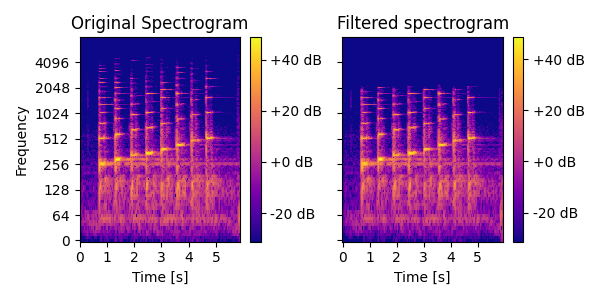 Original Spectrogram
Filtered spectrogram
Frequency
4096
2048
1024
512
256
128
64
0
0 1 2 3 4 5
Time [s]
+40 dB
+20 dB
+0 dB
-20 dB
0 1 2 3 4 5
Time [s]
+40 dB
+20 dB
+0 dB
-20 dB